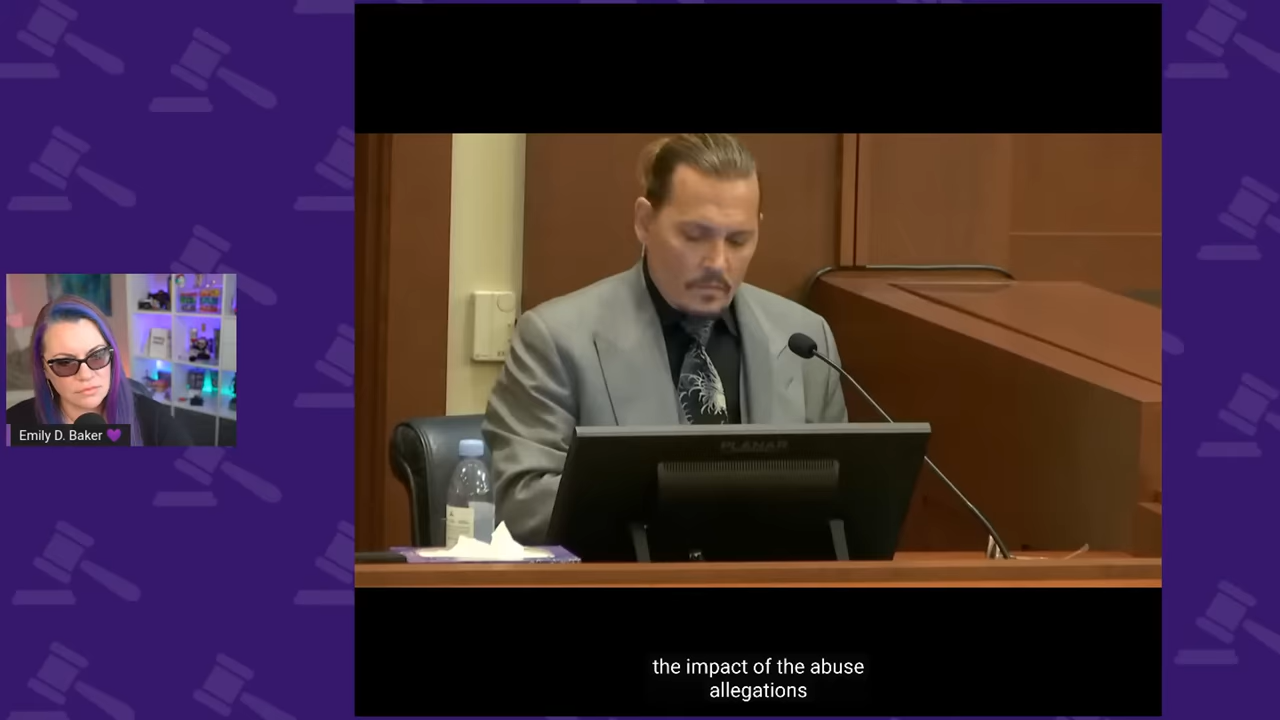 PLANAR
Emily D. Baker 💜
the impact of the abuse
allegations